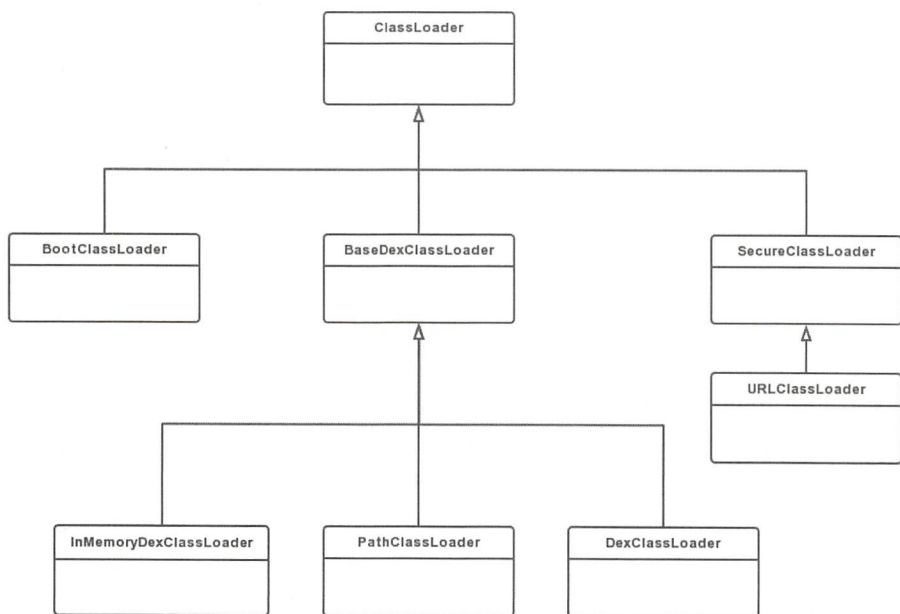 ClassLoader
BootClassLoader
BaseDexClassLoader
SecureClassLoader
URLClassLoader
InMemoryDexClassLoader
PathClassLoader
DexClassLoader